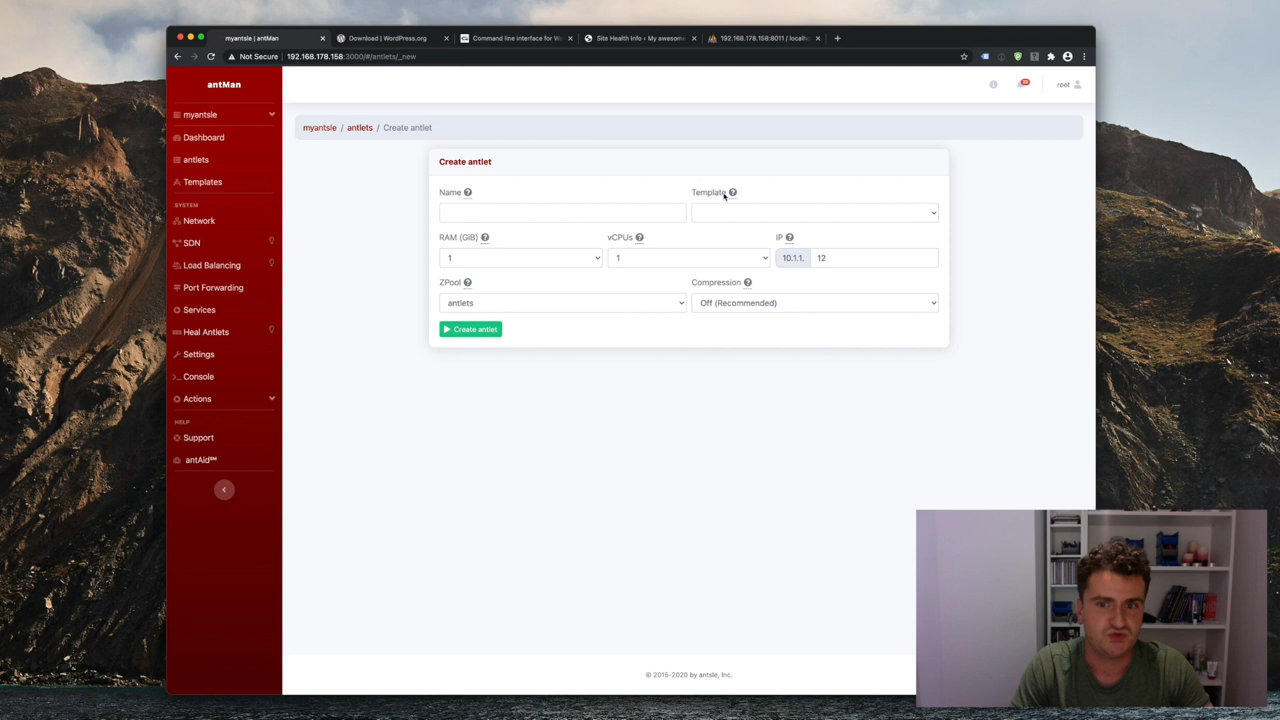 myantsle | antMan
Download | WordPress.org
Command line interface for W
Site Health Info ‹ My awesom
192.168.178.158:8011 / localh
Not Secure
192.168.178.158:3000/#/antlets/_new
antMan
myantsle
Dashboard
antlets
Templates
SYSTEM
Network
SDN
Load Balancing
Port Forwarding
Services
Heal Antlets
Settings
Console
Actions
HELP
Support
antAid℠
root
myantsle / antlets / Create antlet
Create antlet
Name
Template
RAM (GiB)
vCPUs
IP
1
1
10.1.1.
12
ZPool
Compression
antlets
Off (Recommended)
Create antlet
© 2015-2020 by antsle, Inc.